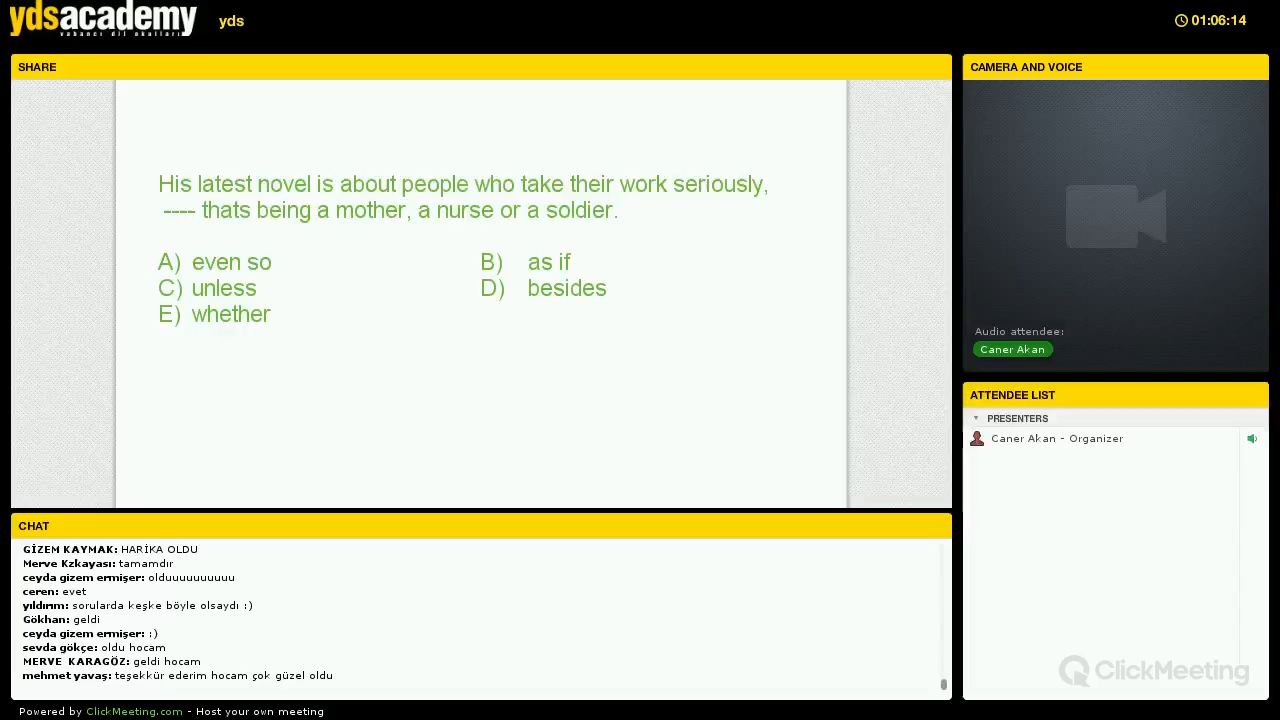 ydsacademy
yabancı dil okulları
yds
01:06:14
SHARE
His latest novel is about people who take their work seriously,
---- thats being a mother, a nurse or a soldier.
A) even so
B) as if
C) unless
D) besides
E) whether
CAMERA AND VOICE
Audio attendee:
Caner Akan
ATTENDEE LIST
PRESENTERS
Caner Akan - Organizer
ClickMeeting
CHAT
GİZEM KAYMAK: HARİKA OLDU
Merve Kzkayası: tamamdır
ceyda gizem ermişer: olduuuuuuuuuu
ceren: evet
yıldırım: sorularda keşke böyle olsaydı :)
Gökhan: geldi
ceyda gizem ermişer: :)
sevda gökçe: oldu hocam
MERVE KARAGÖZ: geldi hocam
mehmet yavaş: teşekkür ederim hocam çok güzel oldu
Powered by ClickMeeting.com - Host your own meeting